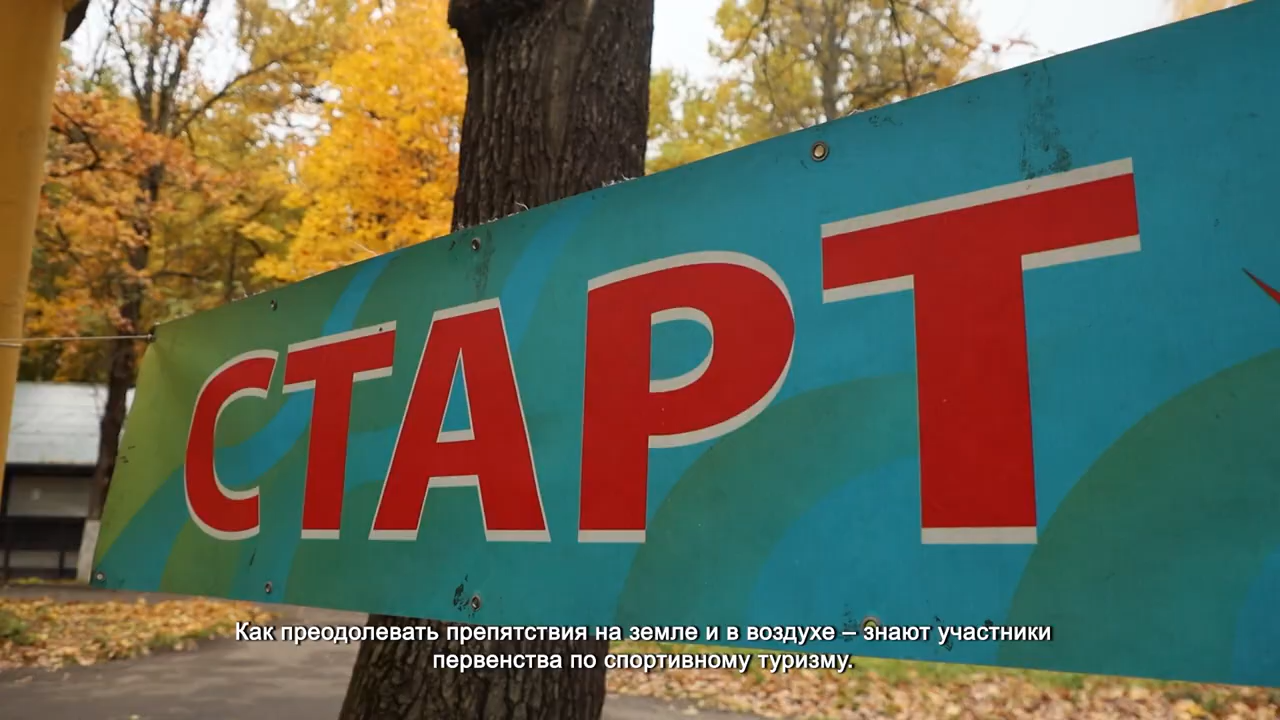 СТАРТ
Как преодолевать препятствия на земле и в воздухе – знают участники
первенства по спортивному туризму.